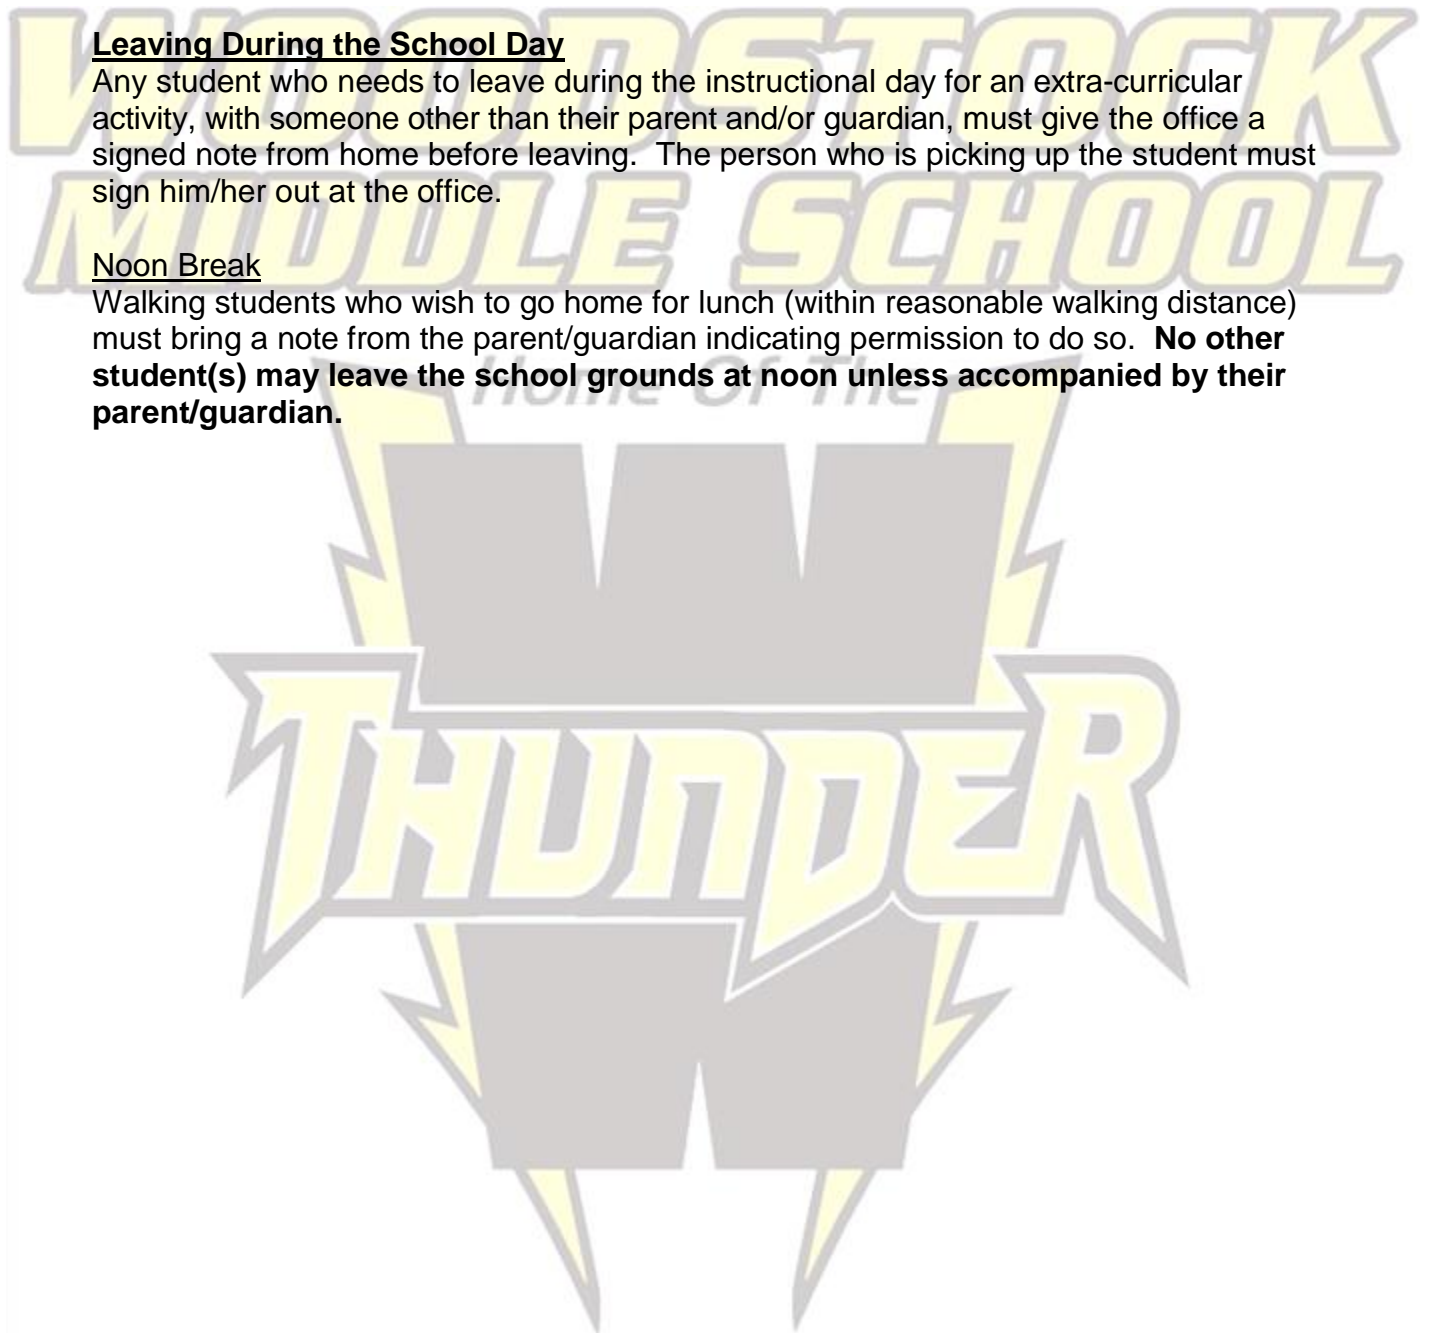 WOODSTOCK
Leaving During the School Day
Any student who needs to leave during the instructional day for an extra-curricular
activity, with someone other than their parent and/or guardian, must give the office a
signed note from home before leaving.  The person who is picking up the student must
sign him/her out at the office.
MIDDLE SCHOOL
Noon Break
Walking students who wish to go home for lunch (within reasonable walking distance)
must bring a note from the parent/guardian indicating permission to do so.  No other
student(s) may leave the school grounds at noon unless accompanied by their
parent/guardian.
Home Of The
W
THUNDER